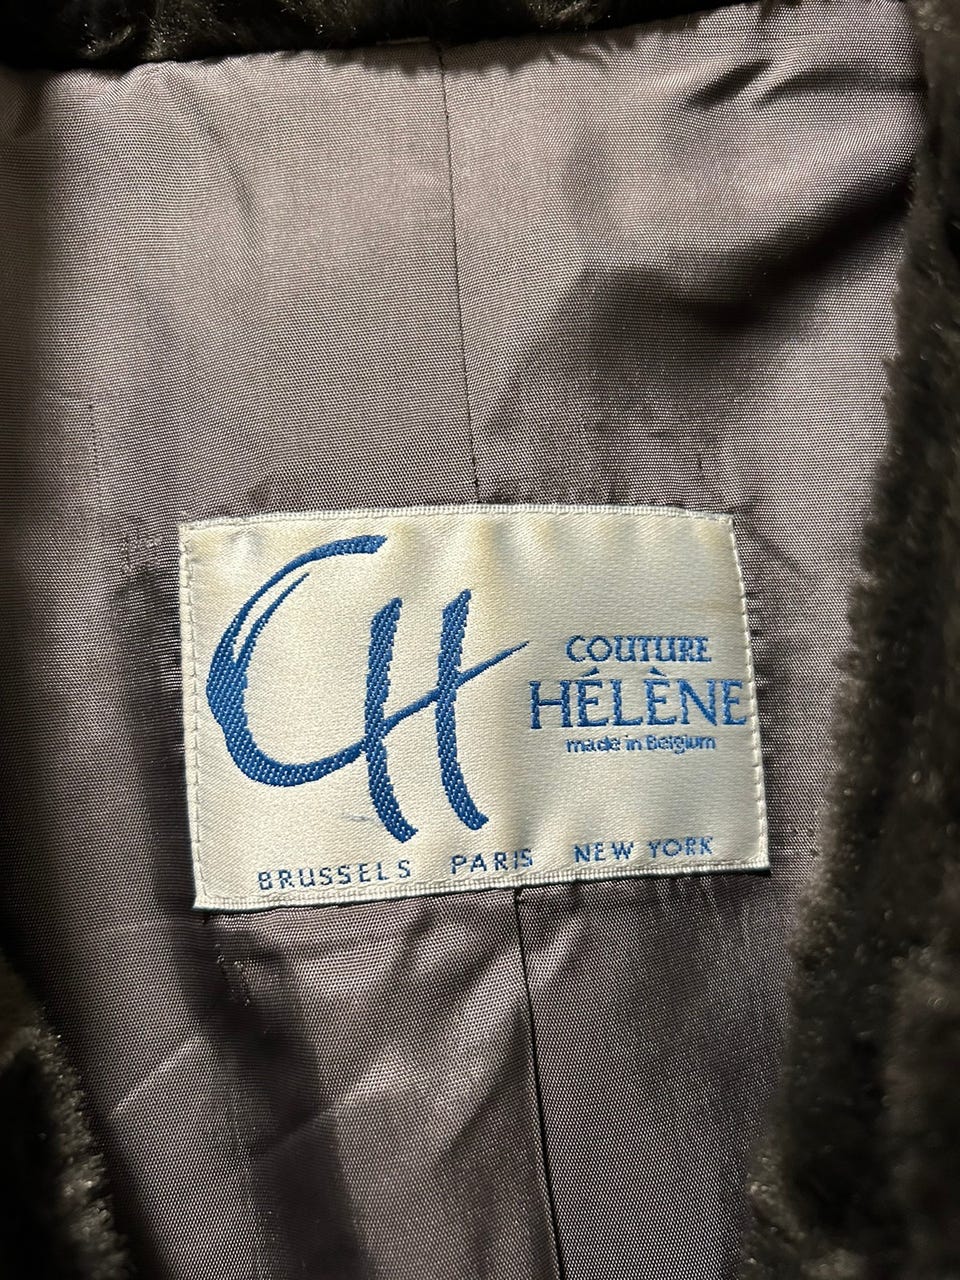 CH
COUTURE
HÉLÈNE
made in Belgium
BRUSSELS PARIS NEW YORK